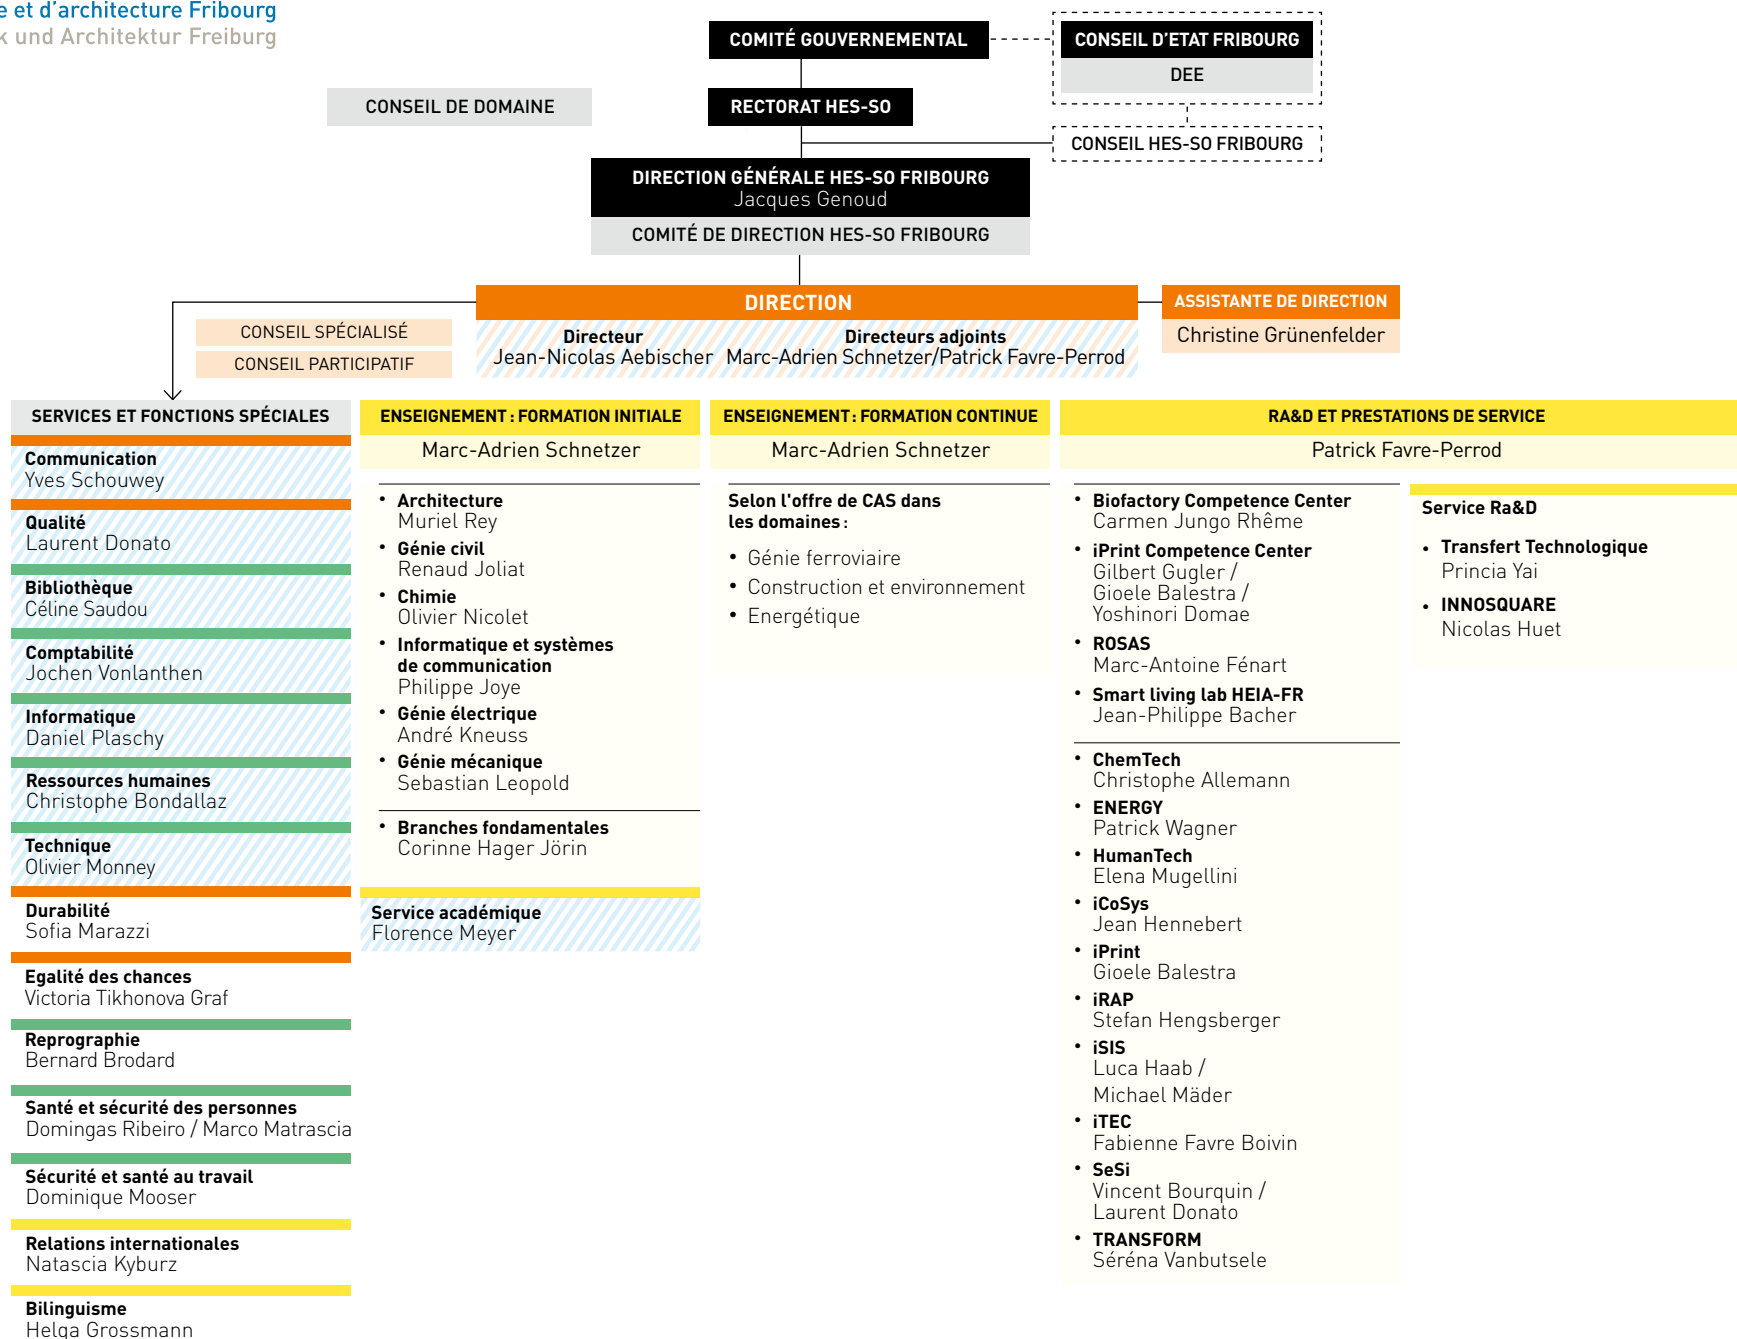 e et d'architecture Fribourg
k und Architektur Freiburg
COMITÉ GOUVERNEMENTAL
CONSEIL D'ETAT FRIBOURG
DEE
CONSEIL DE DOMAINE
RECTORAT HES-SO
CONSEIL HES-SO FRIBOURG
DIRECTION GÉNÉRALE HES-SO FRIBOURG
Jacques Genoud
COMITÉ DE DIRECTION HES-SO FRIBOURG
DIRECTION
Directeur
Jean-Nicolas Aebischer
Directeurs adjoints
Marc-Adrien Schnetzer/Patrick Favre-Perrod
ASSISTANTE DE DIRECTION
Christine Grünenfelder
CONSEIL SPÉCIALISÉ
CONSEIL PARTICIPATIF
SERVICES ET FONCTIONS SPÉCIALES
Communication
Yves Schouwey
Qualité
Laurent Donato
Bibliothèque
Céline Saudou
Comptabilité
Jochen Vonlanthen
Informatique
Daniel Plaschy
Ressources humaines
Christophe Bondallaz
Technique
Olivier Monney
Durabilité
Sofia Marazzi
Egalité des chances
Victoria Tikhonova Graf
Reprographie
Bernard Brodard
Santé et sécurité des personnes
Domingas Ribeiro / Marco Matrascia
Sécurité et santé au travail
Dominique Mooser
Relations internationales
Natascia Kyburz
Bilinguisme
Helga Grossmann
ENSEIGNEMENT : FORMATION INITIALE
Marc-Adrien Schnetzer
• Architecture
Muriel Rey
• Génie civil
Renaud Joliat
• Chimie
Olivier Nicolet
• Informatique et systèmes
de communication
Philippe Joye
• Génie électrique
André Kneuss
• Génie mécanique
Sebastian Leopold
• Branches fondamentales
Corinne Hager Jörin
Service académique
Florence Meyer
ENSEIGNEMENT : FORMATION CONTINUE
Marc-Adrien Schnetzer
Selon l'offre de CAS dans
les domaines :
• Génie ferroviaire
• Construction et environnement
• Energétique
RA&D ET PRESTATIONS DE SERVICE
Patrick Favre-Perrod
• Biofactory Competence Center
Carmen Jungo Rhême
• iPrint Competence Center
Gilbert Gugler /
Gioele Balestra /
Yoshinori Domae
• ROSAS
Marc-Antoine Fénart
• Smart living lab HEIA-FR
Jean-Philippe Bacher
• ChemTech
Christophe Allemann
• ENERGY
Patrick Wagner
• HumanTech
Elena Mugellini
• iCoSys
Jean Hennebert
• iPrint
Gioele Balestra
• iRAP
Stefan Hengsberger
• iSIS
Luca Haab /
Michael Mäder
• iTEC
Fabienne Favre Boivin
• SeSi
Vincent Bourquin /
Laurent Donato
• TRANSFORM
Séréna Vanbutsele
Service Ra&D
• Transfert Technologique
Princia Yai
• INNOSQUARE
Nicolas Huet